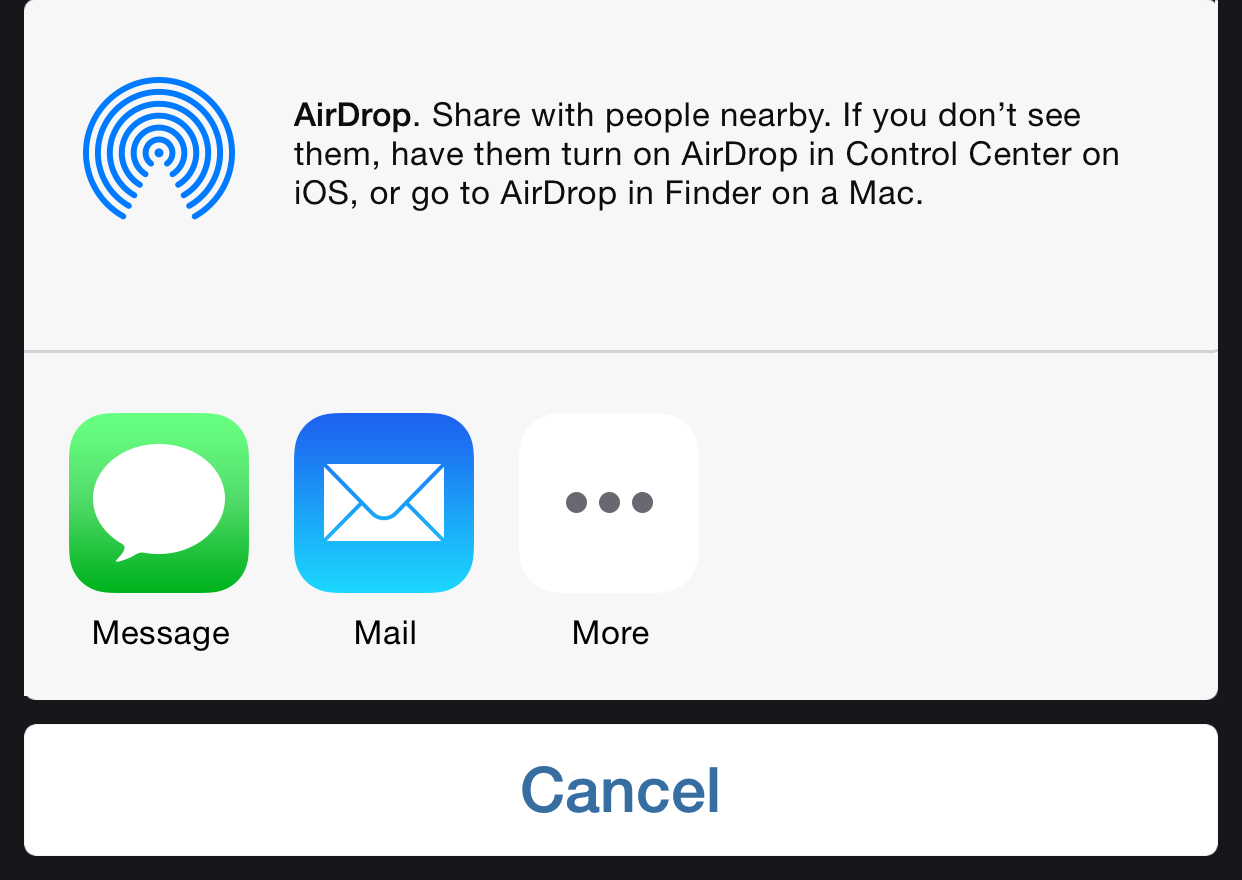 AirDrop. Share with people nearby. If you don’t see
them, have them turn on AirDrop in Control Center on
iOS, or go to AirDrop in Finder on a Mac.
Message
Mail
More
Cancel